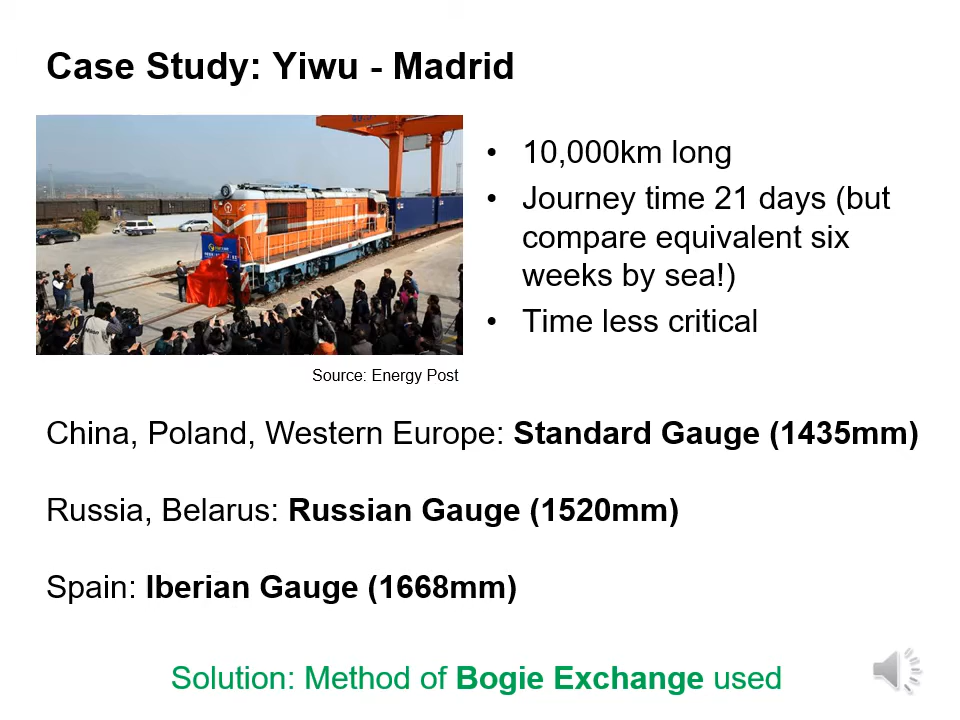 Case Study: Yiwu - Madrid
• 10,000km long
• Journey time 21 days (but
compare equivalent six
weeks by sea!)
• Time less critical
Source: Energy Post
China, Poland, Western Europe: Standard Gauge (1435mm)
Russia, Belarus: Russian Gauge (1520mm)
Spain: Iberian Gauge (1668mm)
Solution: Method of Bogie Exchange used